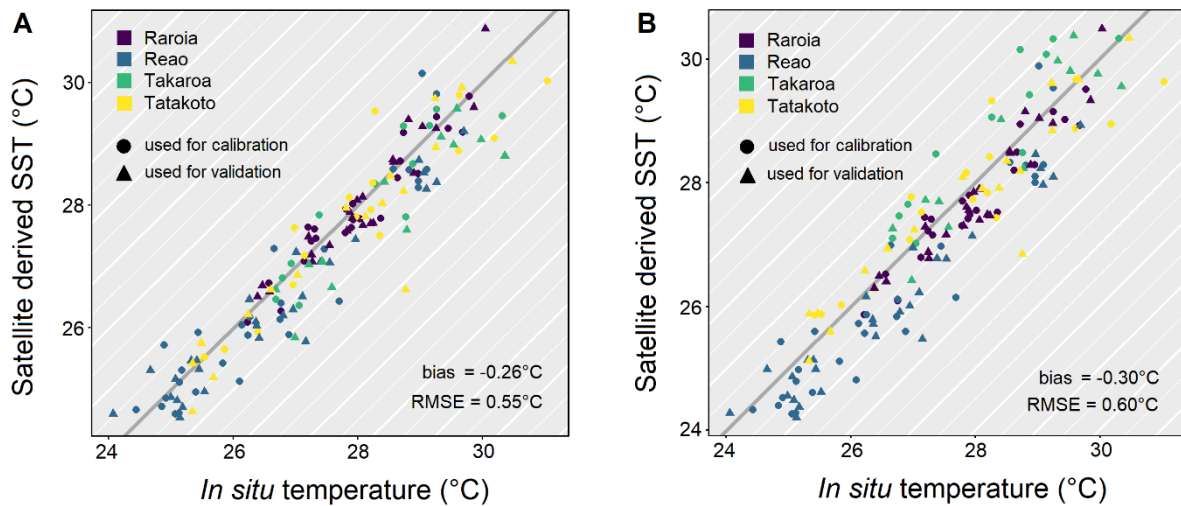 A
Raroia
Reao
Takaroa
Tatakoto
used for calibration
used for validation
bias = -0.26°C
RMSE = 0.55°C
30
28
26
24
26
28
30
Satellite derived SST (°C)
In situ temperature (°C)
B
Raroia
Reao
Takaroa
Tatakoto
used for calibration
used for validation
bias = -0.30°C
RMSE = 0.60°C
30
28
26
24
24
26
28
30
Satellite derived SST (°C)
In situ temperature (°C)